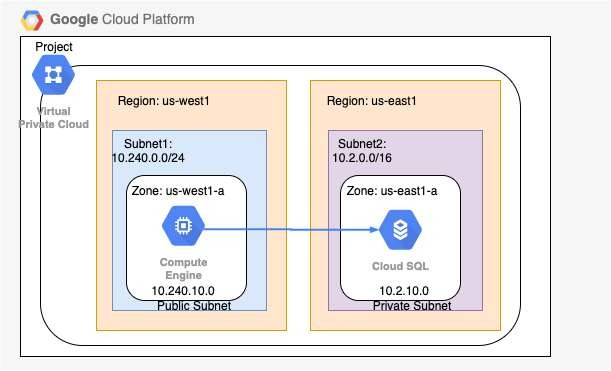 Google Cloud Platform
Project
Virtual
Private Cloud
Region: us-west1
Subnet1:
10.240.0.0/24
Zone: us-west1-a
Compute
Engine
10.240.10.0
Public Subnet
Region: us-east1
Subnet2:
10.2.0.0/16
Zone: us-east1-a
Cloud SQL
10.2.10.0
Private Subnet